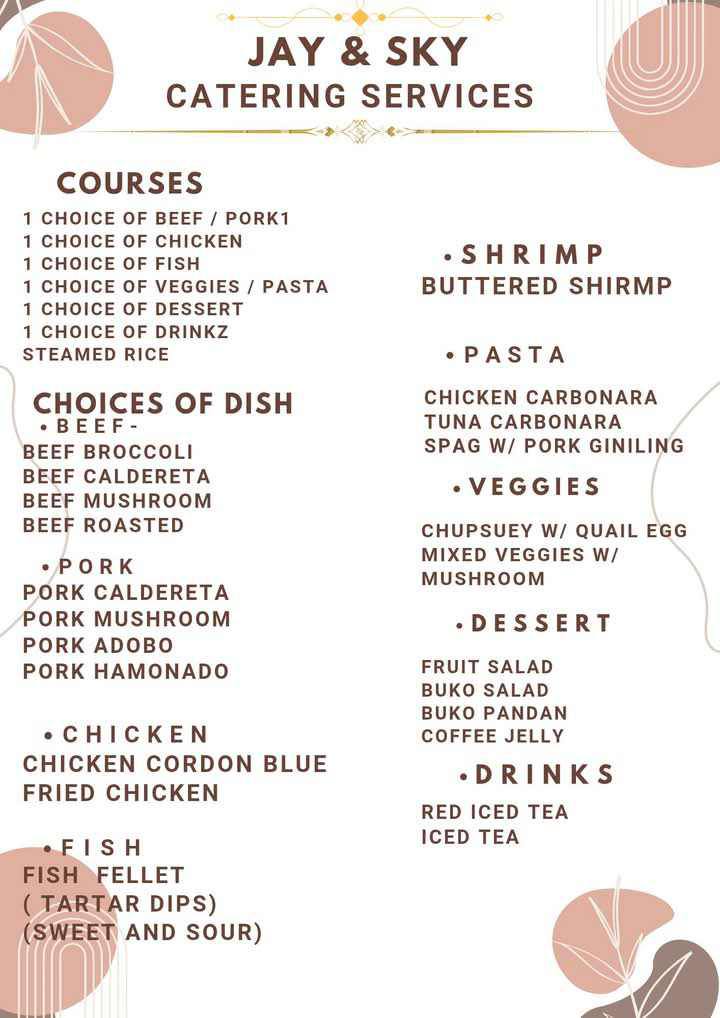 JAY & SKY
CATERING SERVICES
COURSES
1 CHOICE OF BEEF / PORK1
1 CHOICE OF CHICKEN
1 CHOICE OF FISH
1 CHOICE OF VEGGIES / PASTA
1 CHOICE OF DESSERT
1 CHOICE OF DRINKZ
STEAMED RICE
CHOICES OF DISH
• BEEF-
BEEF BROCCOLI
BEEF CALDERETA
BEEF MUSHROOM
BEEF ROASTED
• PORK
PORK CALDERETA
PORK MUSHROOM
PORK ADOBO
PORK HAMONADO
• CHICKEN
CHICKEN CORDON BLUE
FRIED CHICKEN
• FISH
FISH FELLET
( TARTAR DIPS)
(SWEET AND SOUR)
• SHRIMP
BUTTERED SHIRMP
• PASTA
CHICKEN CARBONARA
TUNA CARBONARA
SPAG W/ PORK GINILING
• VEGGIES
CHUPSUEY W/ QUAIL EGG
MIXED VEGGIES W/
MUSHROOM
• DESSERT
FRUIT SALAD
BUKO SALAD
BUKO PANDAN
COFFEE JELLY
• DRINKS
RED ICED TEA
ICED TEA